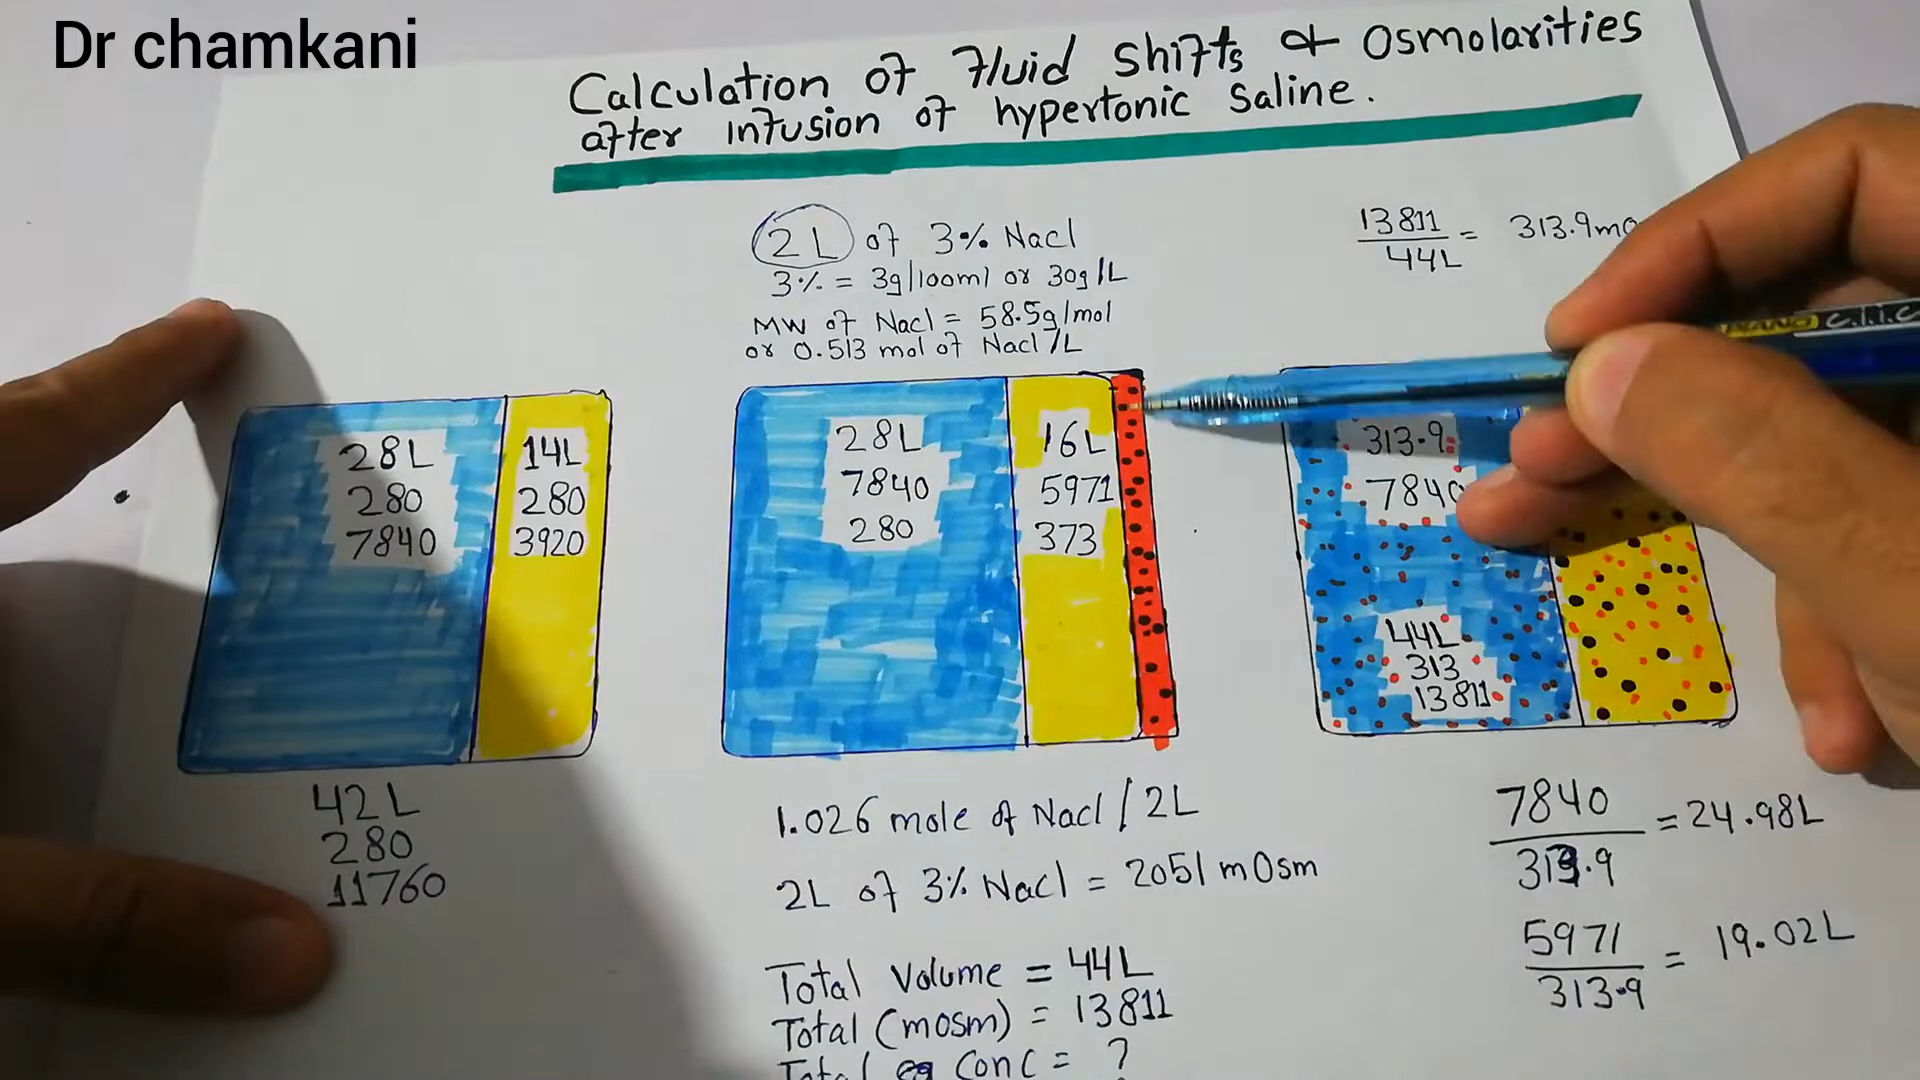 Dr chamkani
Calculation of Fluid Shifts & Osmolarities
after infusion of hypertonic Saline.
2L of 3% Nacl
3% = 3g/100ml or 30g/L
MW of Nacl = 58.5g/mol
or 0.513 mol of Nacl/L
13811
44L
= 313.9mo
28L
280
7840
14L
280
3920
42L
280
11760
28L
7840
280
16L
5971
373
1.026 mole of Nacl/2L
2L of 3% Nacl = 2051 mOsm
Total Volume = 44L
Total (mosm) = 13811
Total Conc = ?
313.9
7840
44L
313
13811
7840
313.9
= 24.98L
5971
313.9
= 19.02L